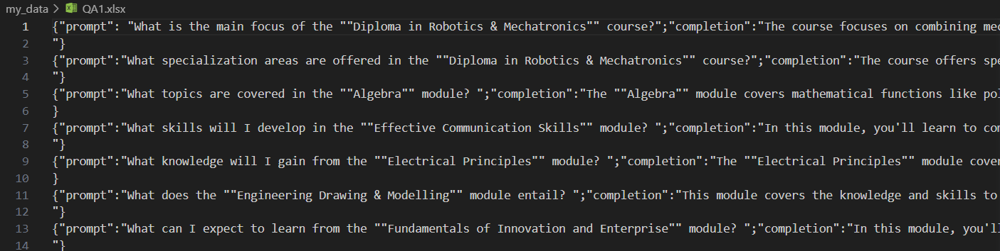 my_data > QA1.xlsx
1 {"prompt": "What is the main focus of the ""Diploma in Robotics & Mechatronics"" course?";"completion":"The course focuses on combining mec
2 "}
3 {"prompt":"What specialization areas are offered in the ""Diploma in Robotics & Mechatronics"" course?";"completion":"The course offers spe
4 "}
5 {"prompt":"What topics are covered in the ""Algebra"" module? ";"completion":"The ""Algebra"" module covers mathematical functions like pol
6 }
7 {"prompt":"What skills will I develop in the ""Effective Communication Skills"" module? ";"completion":"In this module, you'll learn to com
8 "}
9 {"prompt":"What knowledge will I gain from the ""Electrical Principles"" module? ";"completion":"The ""Electrical Principles"" module cover
10 }
11 {"prompt":"What does the ""Engineering Drawing & Modelling"" module entail? ";"completion":"This module covers the knowledge and skills to
12 "}
13 {"prompt":"What can I expect to learn from the ""Fundamentals of Innovation and Enterprise"" module? ";"completion":"In this module, you'll
14 "}